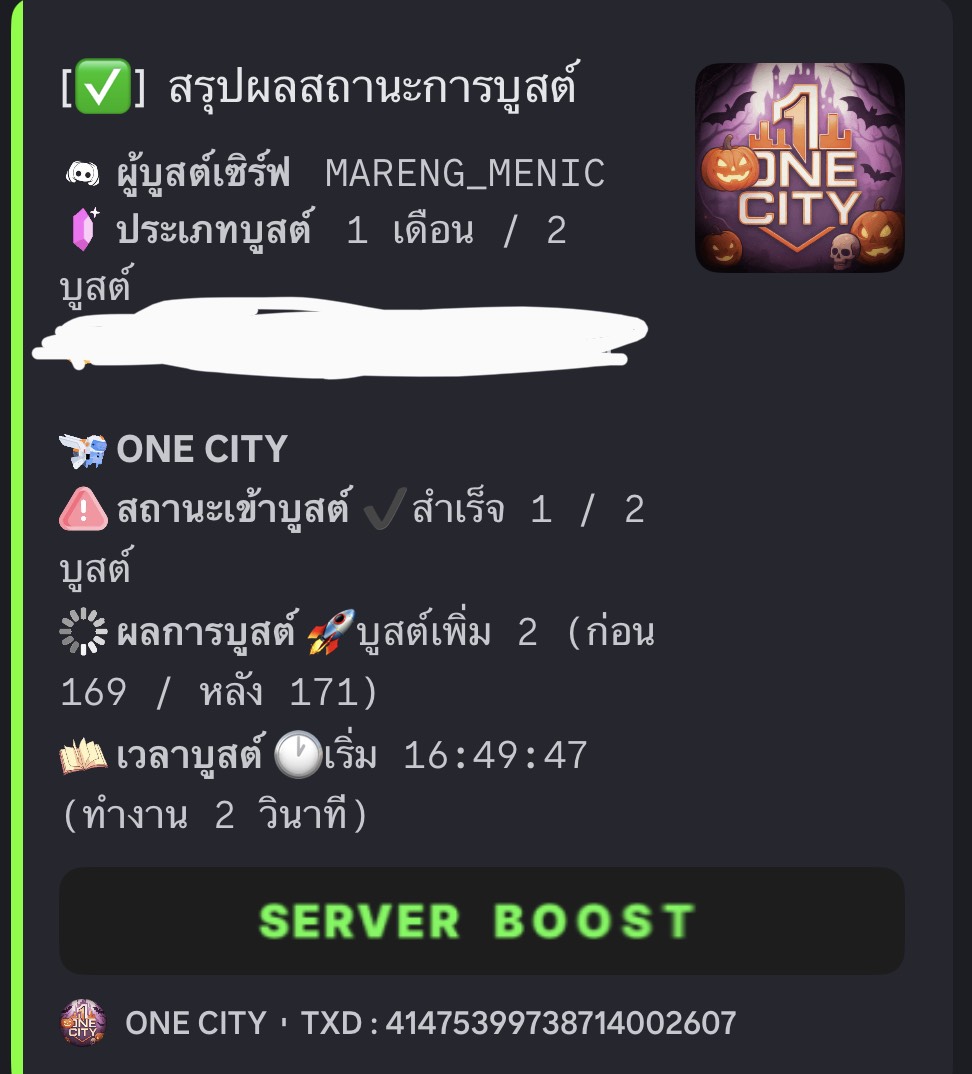 [✅] สรุปผลสถานะการบูสต์
1
ONE
CITY
ผู้บูสต์เซิร์ฟ MARENG_MENIC
ประเภทบูสต์ 1 เดือน / 2
บูสต์
ONE CITY
สถานะเข้าบูสต์ ✔สำเร็จ 1 / 2
บูสต์
ผลการบูสต์ 🚀บูสต์เพิ่ม 2 (ก่อน
169 / หลัง 171)
เวลาบูสต์ 🕐เริ่ม 16:49:47
(ทำงาน 2 วินาที)
SERVER BOOST
ONE CITY ' TXD : 41475399738714002607